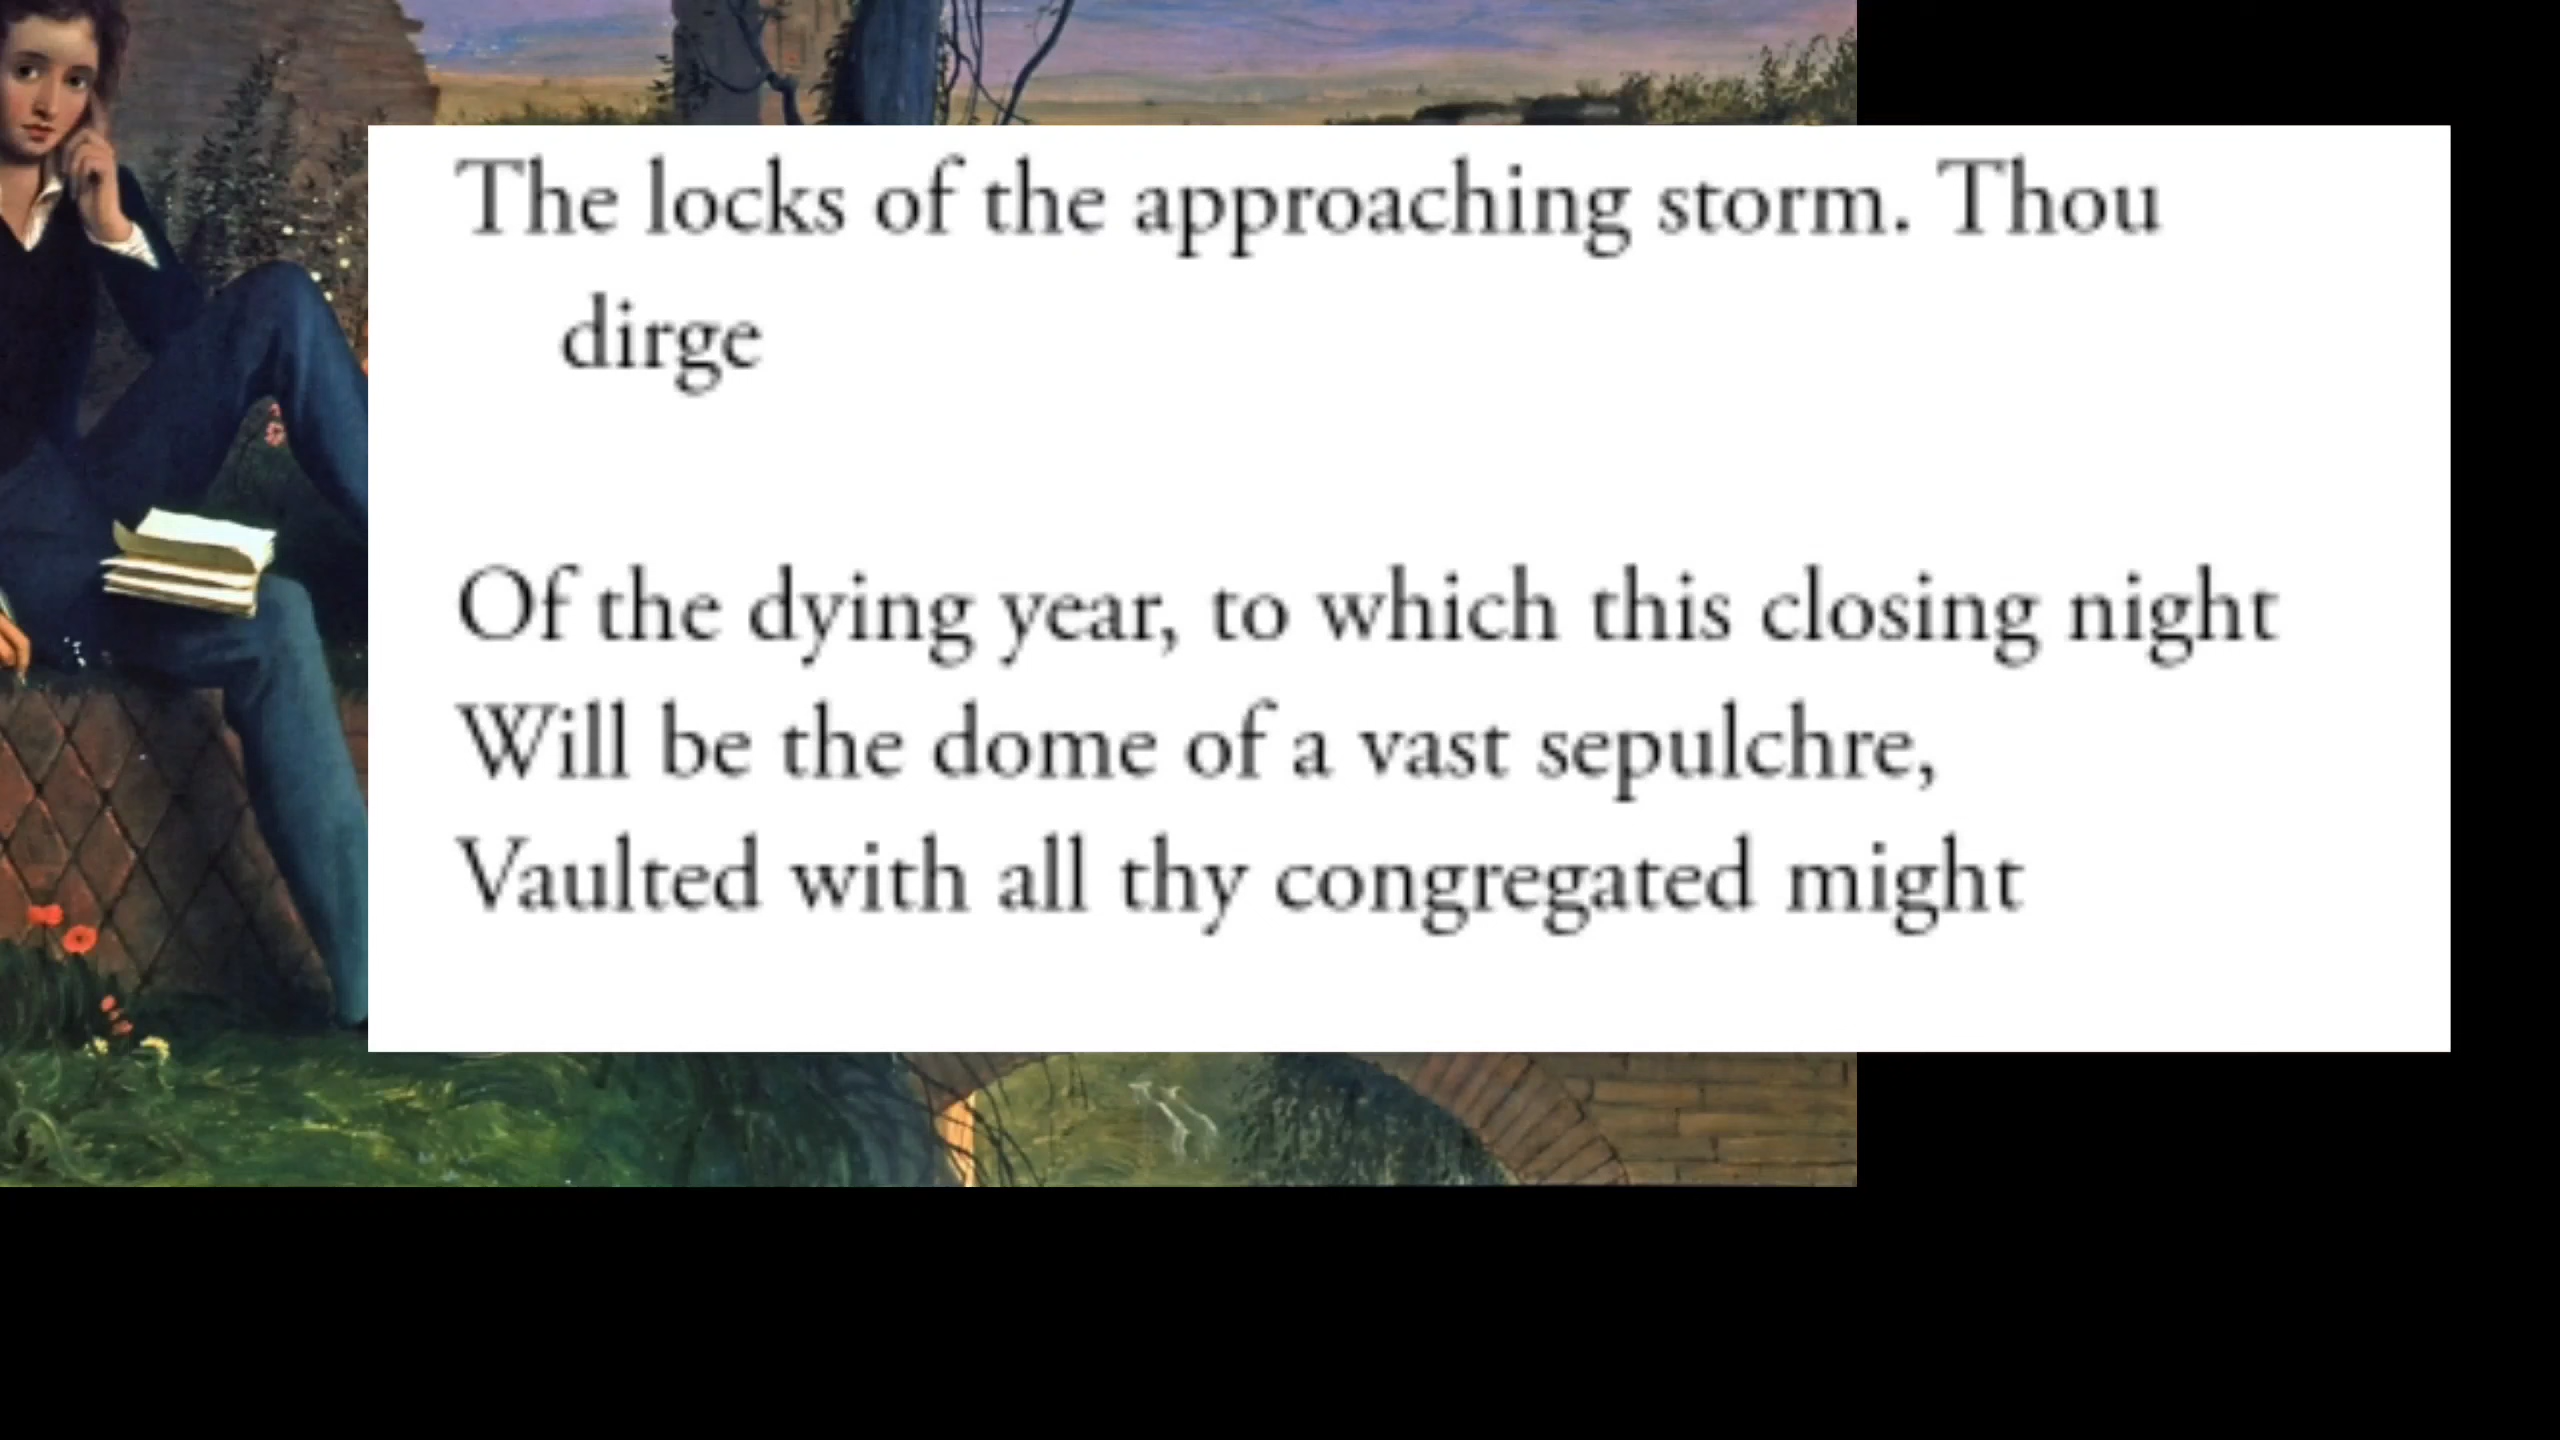 The locks of the approaching storm. Thou
dirge
Of the dying year, to which this closing night
Will be the dome of a vast sepulchre,
Vaulted with all thy congregated might